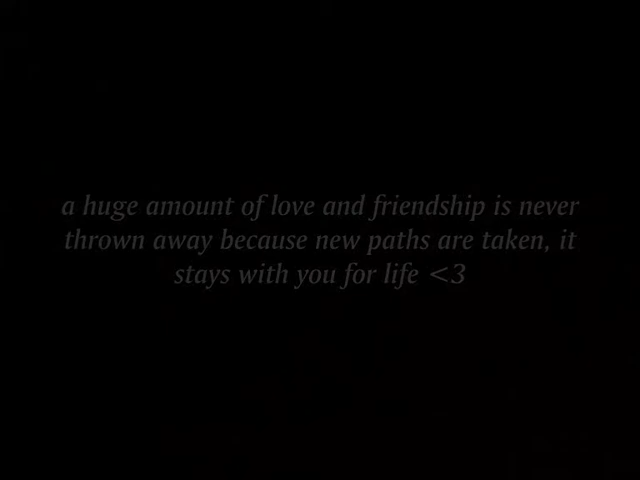 a huge amount of love and friendship is never
thrown away because new paths are taken, it
stays with you for life <3